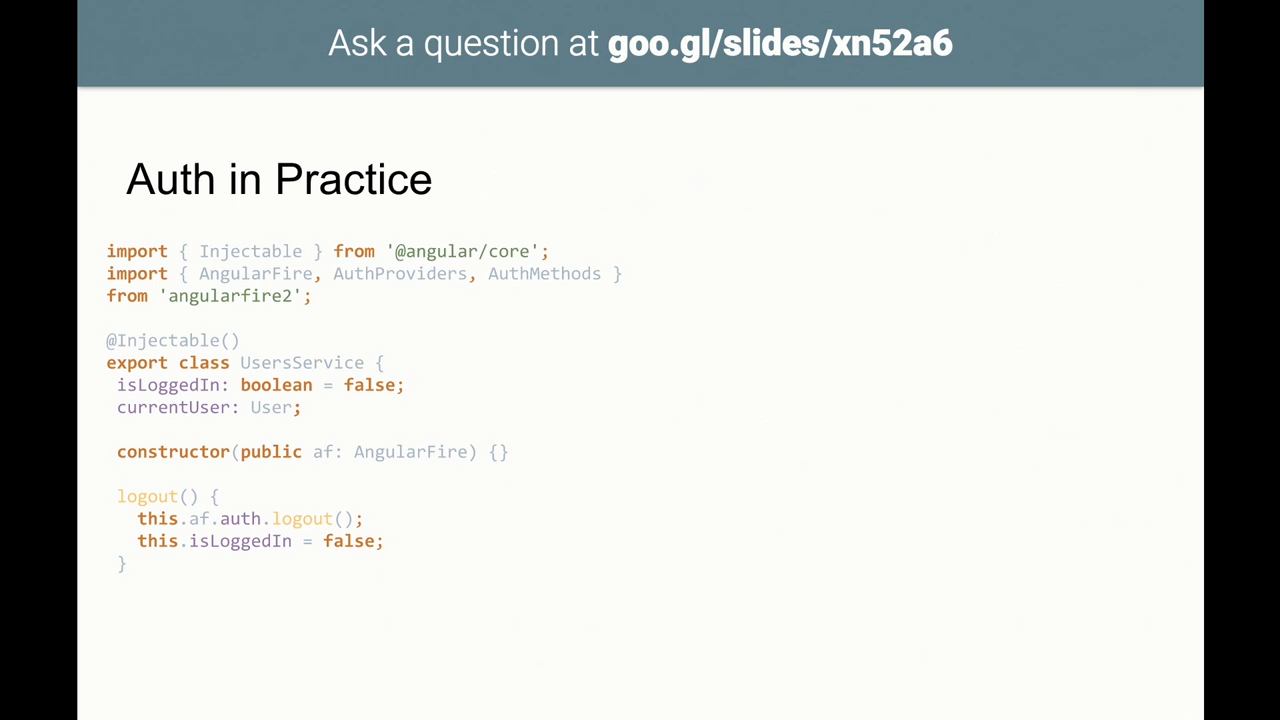 Ask a question at goo.gl/slides/xn52a6
Auth in Practice
import { Injectable } from '@angular/core';
import { AngularFire, AuthProviders, AuthMethods }
from 'angularfire2';
@Injectable()
export class UsersService {
isLoggedIn: boolean = false;
currentUser: User;
constructor(public af: AngularFire) {}
logout() {
this.af.auth.logout();
this.isLoggedIn = false;
}